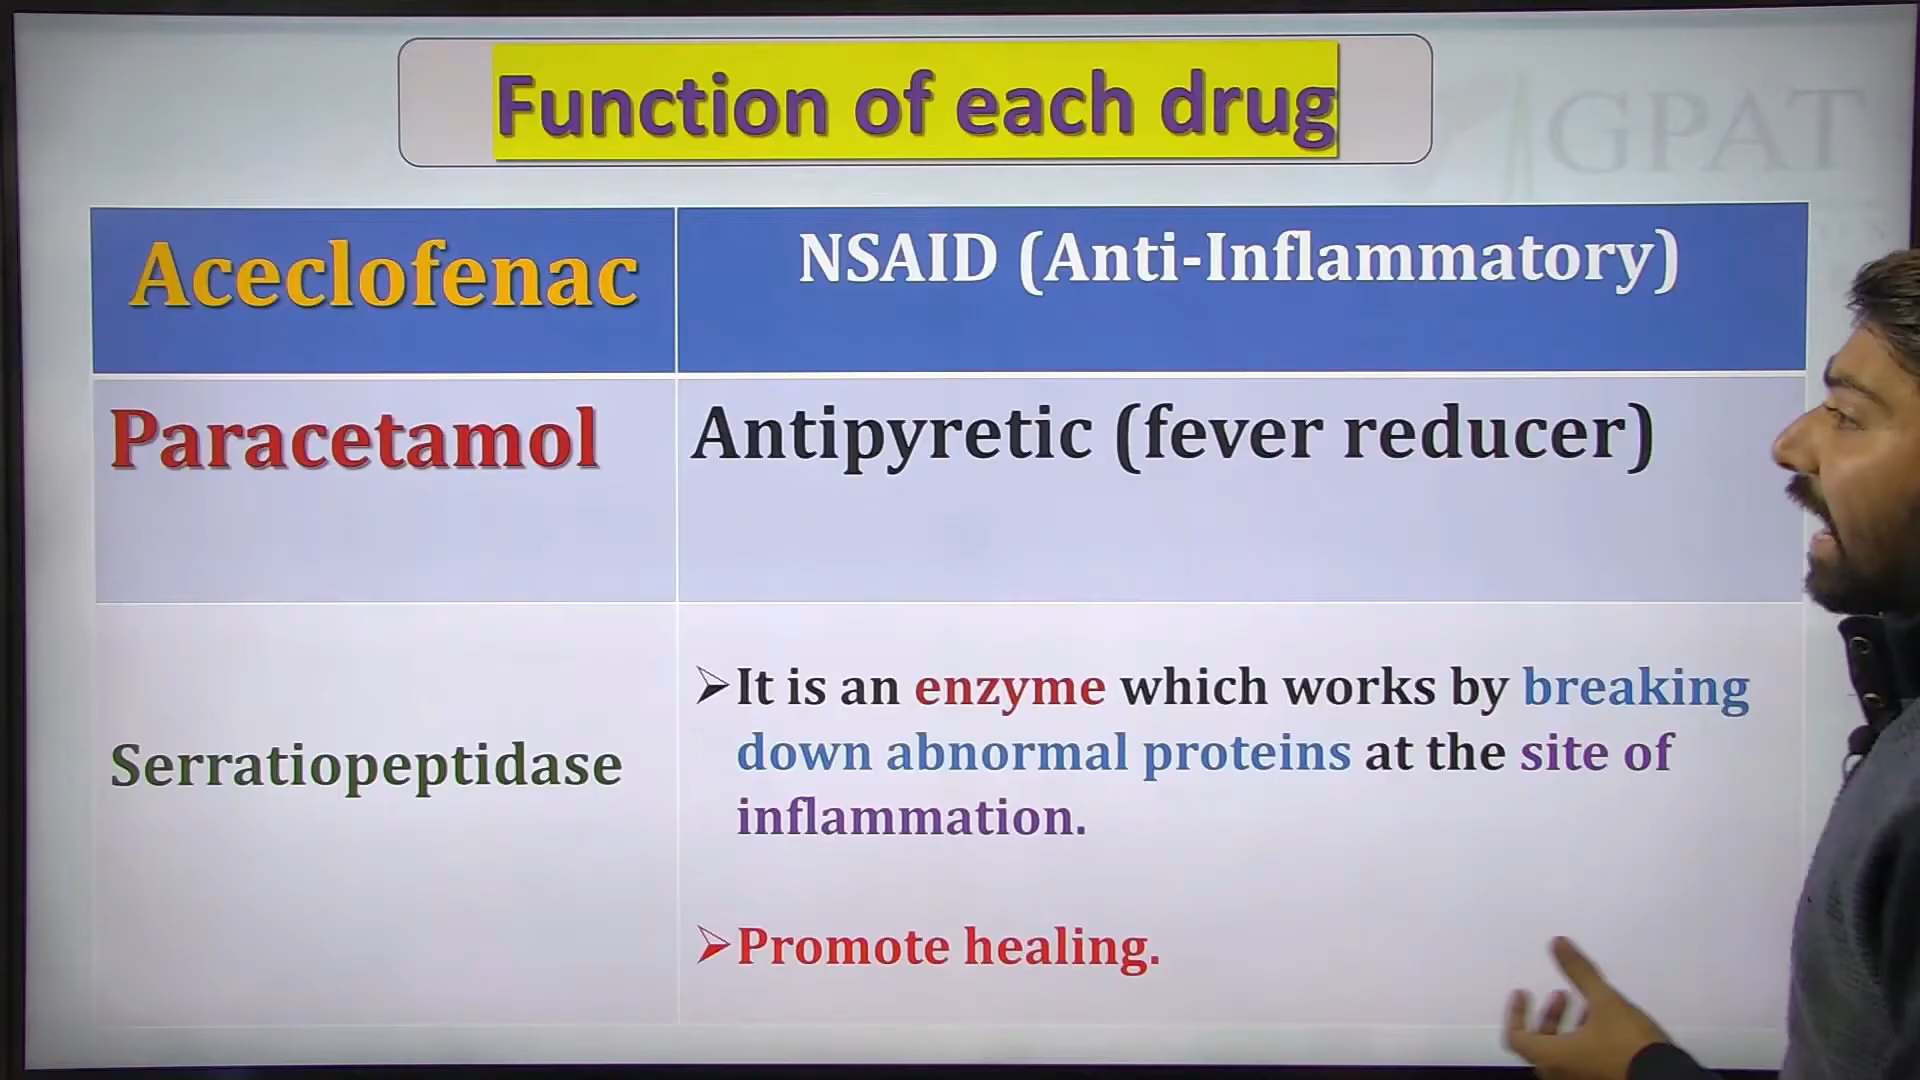 Function of each drug
GPAT
Aceclofenac
NSAID (Anti-Inflammatory)
Paracetamol
Antipyretic (fever reducer)
Serratiopeptidase
➢It is an enzyme which works by breaking
down abnormal proteins at the site of
inflammation.
➢Promote healing.